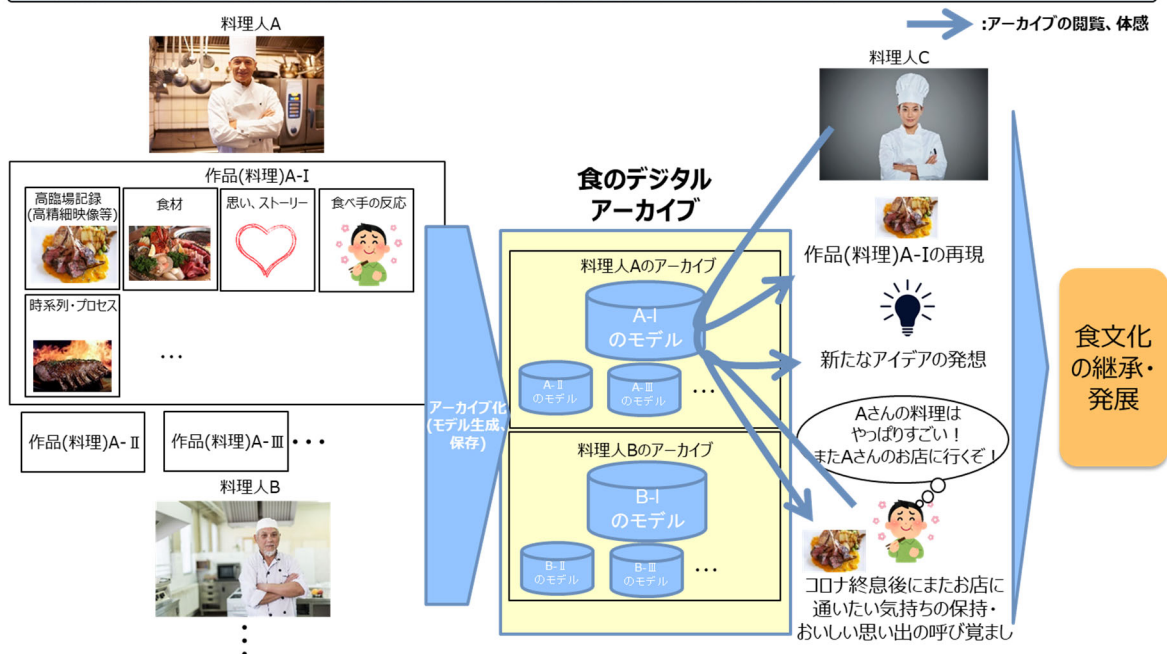 :アーカイブの閲覧、体感
料理人A
料理人C
作品(料理)A-I
高臨場記録
(高精細映像等)
食材
思い、ストーリー
食べ手の反応
時系列・プロセス
…
作品(料理)A-Ⅱ
作品(料理)A-Ⅲ
・・・
料理人B
アーカイブ化
(モデル生成、
保存)
食のデジタル
アーカイブ
料理人Aのアーカイブ
A-I
のモデル
A-Ⅱ
のモデル
A-Ⅲ
のモデル
…
料理人Bのアーカイブ
B-I
のモデル
B-Ⅱ
のモデル
B-Ⅲ
のモデル
…
作品(料理)A-Iの再現
新たなアイデアの発想
Aさんの料理は
やっぱりすごい！
またAさんのお店に行くぞ！
コロナ終息後にまたお店に
通いたい気持ちの保持・
おいしい思い出の呼び覚まし
食文化
の継承・
発展